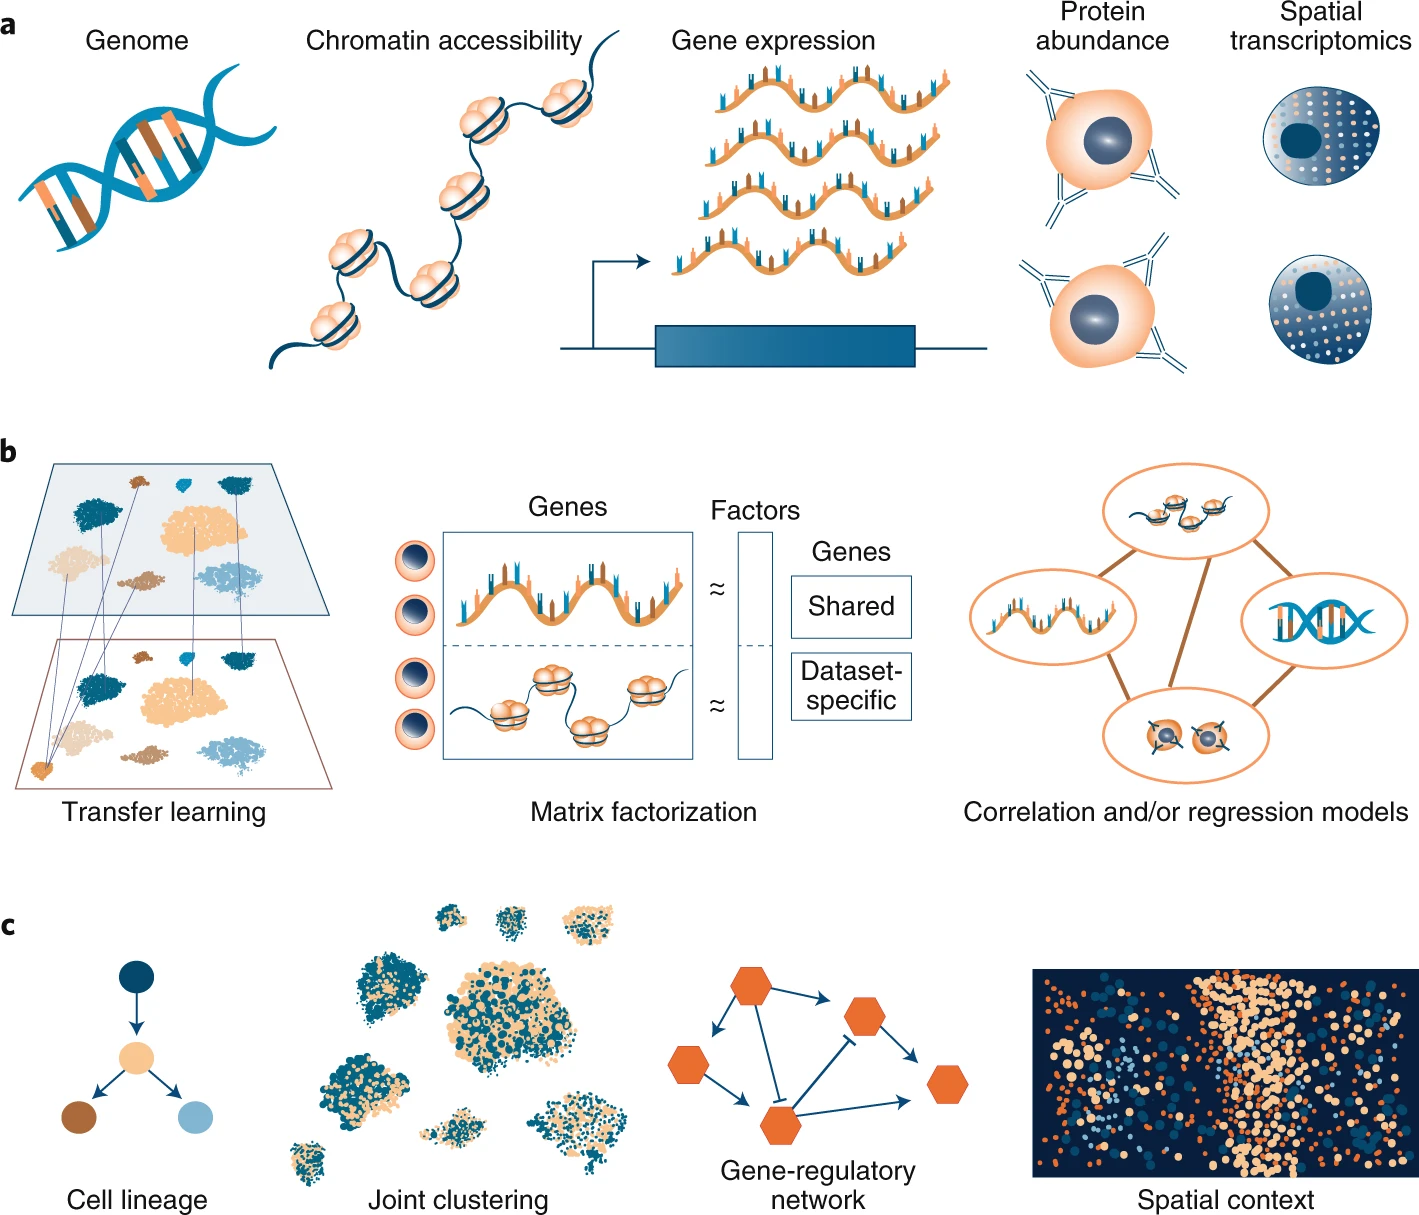 a
Genome
Chromatin accessibility
Gene expression
Protein
abundance
Spatial
transcriptomics
b
Genes
Factors
Genes
≈
Shared
≈
Dataset-
specific
Transfer learning
Matrix factorization
Correlation and/or regression models
c
Cell lineage
Joint clustering
Gene-regulatory
network
Spatial context